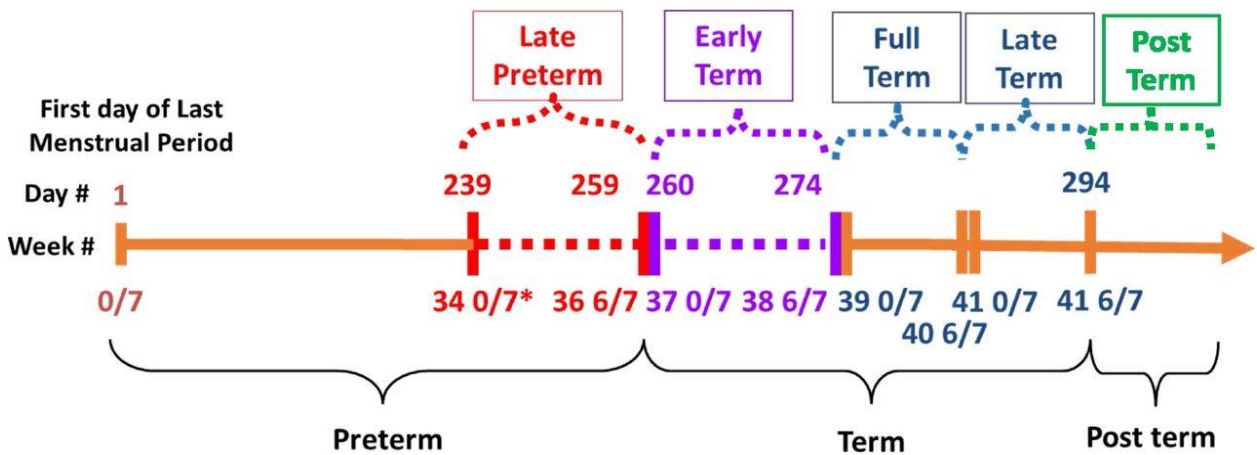 Late
Preterm
Early
Term
Full
Term
Late
Term
Post
Term
First day of Last
Menstrual Period
Day # 1 239 259 260 274 294
Week #
0/7 34 0/7* 36 6/7 37 0/7 38 6/7 39 0/7 41 0/7 41 6/7
40 6/7
Preterm Term Post term